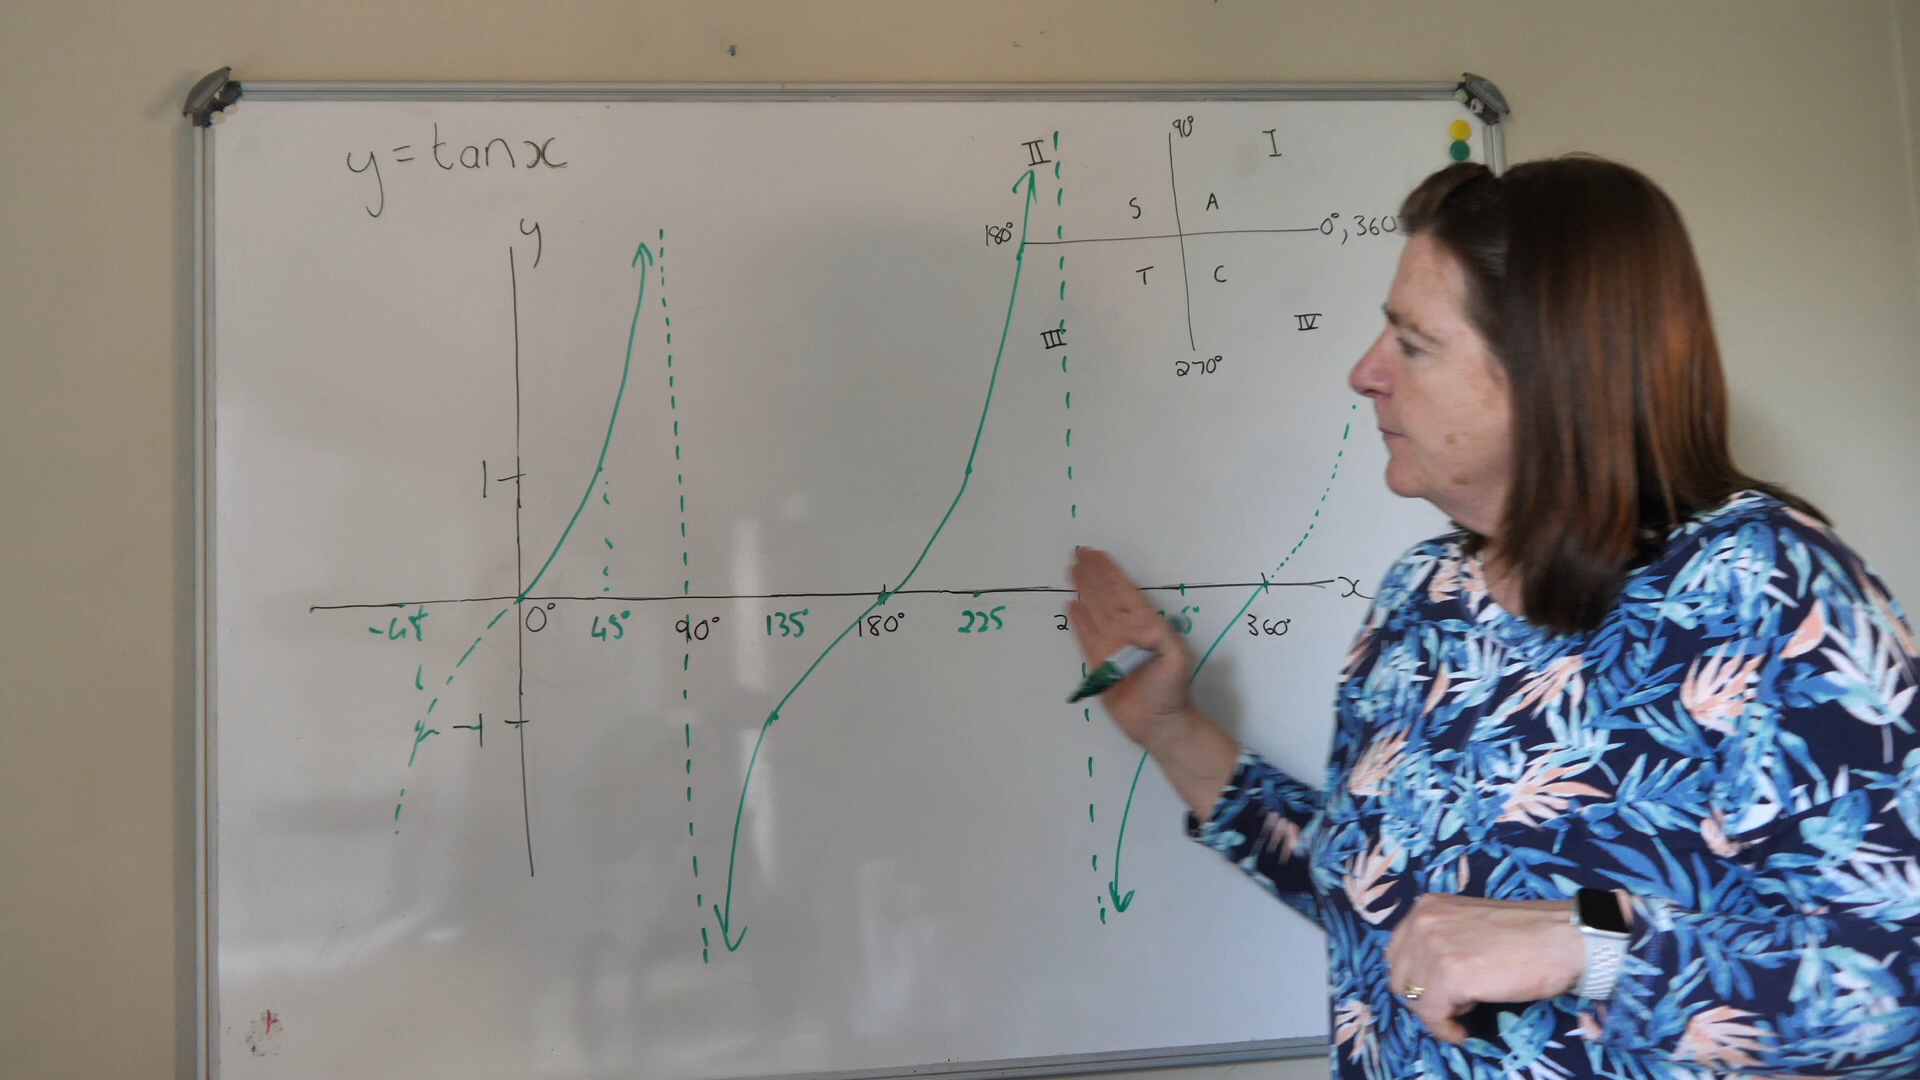 y = tan x
y
1
-1
-45°
0°
45°
90°
135°
180°
225
360°
x
II
90°
I
S
A
180°
0°, 360
T
C
III
IV
270°